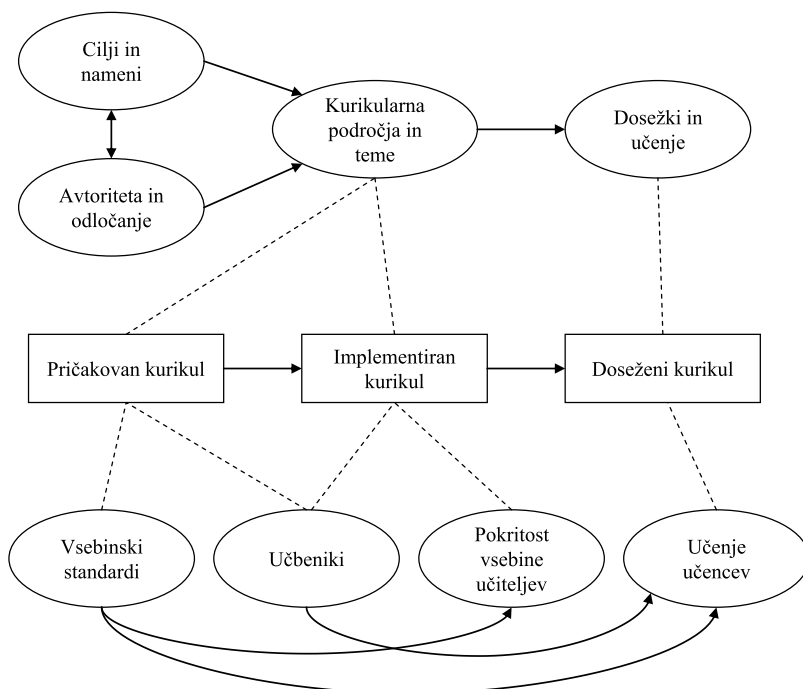 Cilji in
nameni
Kurikularna
področja in
teme
Dosežki in
učenje
Avtoriteta in
odločanje
Pričakovan kurikul
Implementiran
kurikul
Doseženi kurikul
Vsebinski
standardi
Učbeniki
Pokritost
vsebine
učiteljev
Učenje
učencev